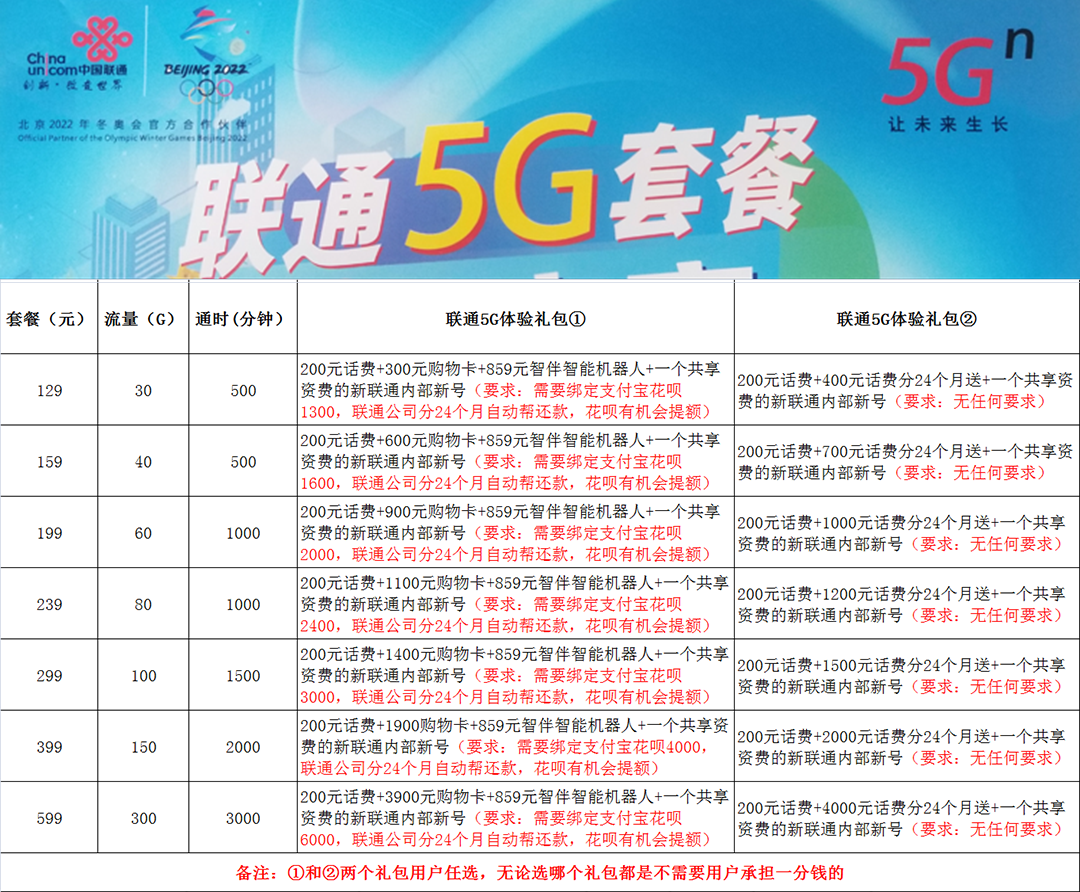 China
unicom中国联通
创新·改变世界
BEIJING 2022
北京2022年冬奥会官方合作伙伴
Official Partner of the Olympic Winter Games Beijing 2022
5Gⁿ
让未来生长
联通5G套餐
套餐（元） 流量（G） 通时(分钟） 联通5G体验礼包① 联通5G体验礼包②
129 30 500
200元话费+300元购物卡+859元智伴智能机器人+一个共享
资费的新联通内部新号（要求：需要绑定支付宝花呗
1300，联通公司分24个月自动帮还款，花呗有机会提额）
200元话费+400元话费分24个月送+一个共享资
费的新联通内部新号（要求：无任何要求）
159 40 500
200元话费+600元购物卡+859元智伴智能机器人+一个共享
资费的新联通内部新号（要求：需要绑定支付宝花呗
1600，联通公司分24个月自动帮还款，花呗有机会提额）
200元话费+700元话费分24个月送+一个共享资
费的新联通内部新号（要求：无任何要求）
199 60 1000
200元话费+900元购物卡+859元智伴智能机器人+一个共享
资费的新联通内部新号（要求：需要绑定支付宝花呗
2000，联通公司分24个月自动帮还款，花呗有机会提额）
200元话费+1000元话费分24个月送+一个共享
资费的新联通内部新号（要求：无任何要求）
239 80 1000
200元话费+1100元购物卡+859元智伴智能机器人+一个共享
资费的新联通内部新号（要求：需要绑定支付宝花呗
2400，联通公司分24个月自动帮还款，花呗有机会提额）
200元话费+1200元话费分24个月送+一个共享
资费的新联通内部新号（要求：无任何要求）
299 100 1500
200元话费+1400元购物卡+859元智伴智能机器人+一个共享
资费的新联通内部新号（要求：需要绑定支付宝花呗
3000，联通公司分24个月自动帮还款，花呗有机会提额）
200元话费+1500元话费分24个月送+一个共享
资费的新联通内部新号（要求：无任何要求）
399 150 2000
200元话费+1900购物卡+859元智伴智能机器人+一个共享资
费的新联通内部新号（要求：需要绑定支付宝花呗4000，
联通公司分24个月自动帮还款，花呗有机会提额）
200元话费+2000元话费分24个月送+一个共享
资费的新联通内部新号（要求：无任何要求）
599 300 3000
200元话费+3900元购物卡+859元智伴智能机器人+一个共享
资费的新联通内部新号（要求：需要绑定支付宝花呗
6000，联通公司分24个月自动帮还款，花呗有机会提额）
200元话费+4000元话费分24个月送+一个共享
资费的新联通内部新号（要求：无任何要求）
备注：①和②两个礼包用户任选，无论选哪个礼包都是不需要用户承担一分钱的